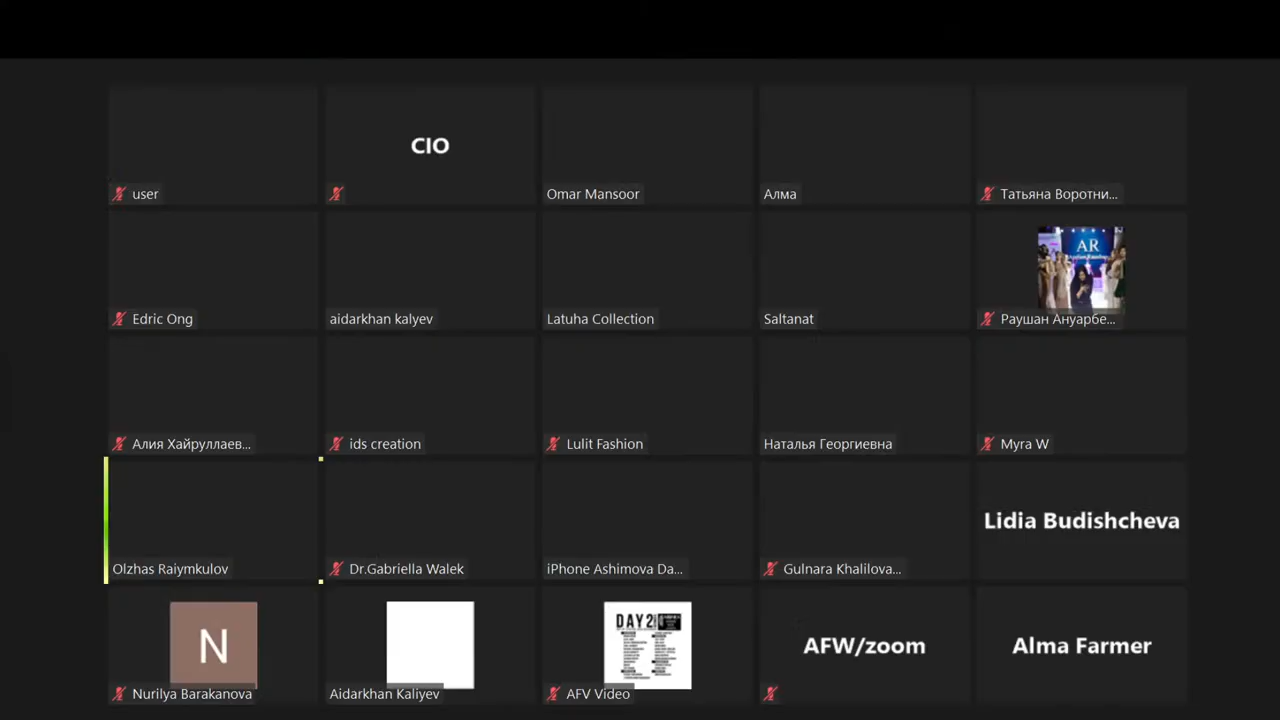 user
CIO
Omar Mansoor
Алма
Татьяна Воротни...
Edric Ong
aidarkhan kalyev
Latuha Collection
Saltanat
AR
Раушан Ануарбе...
Алия Хайруллаев...
ids creation
Lulit Fashion
Наталья Георгиевна
Myra W
Olzhas Raiymkulov
Dr.Gabriella Walek
iPhone Ashimova Da...
Gulnara Khalilova...
Lidia Budishcheva
N
Nurilya Barakanova
Aidarkhan Kaliyev
DAY2
AFV Video
AFW/zoom
Alma Farmer